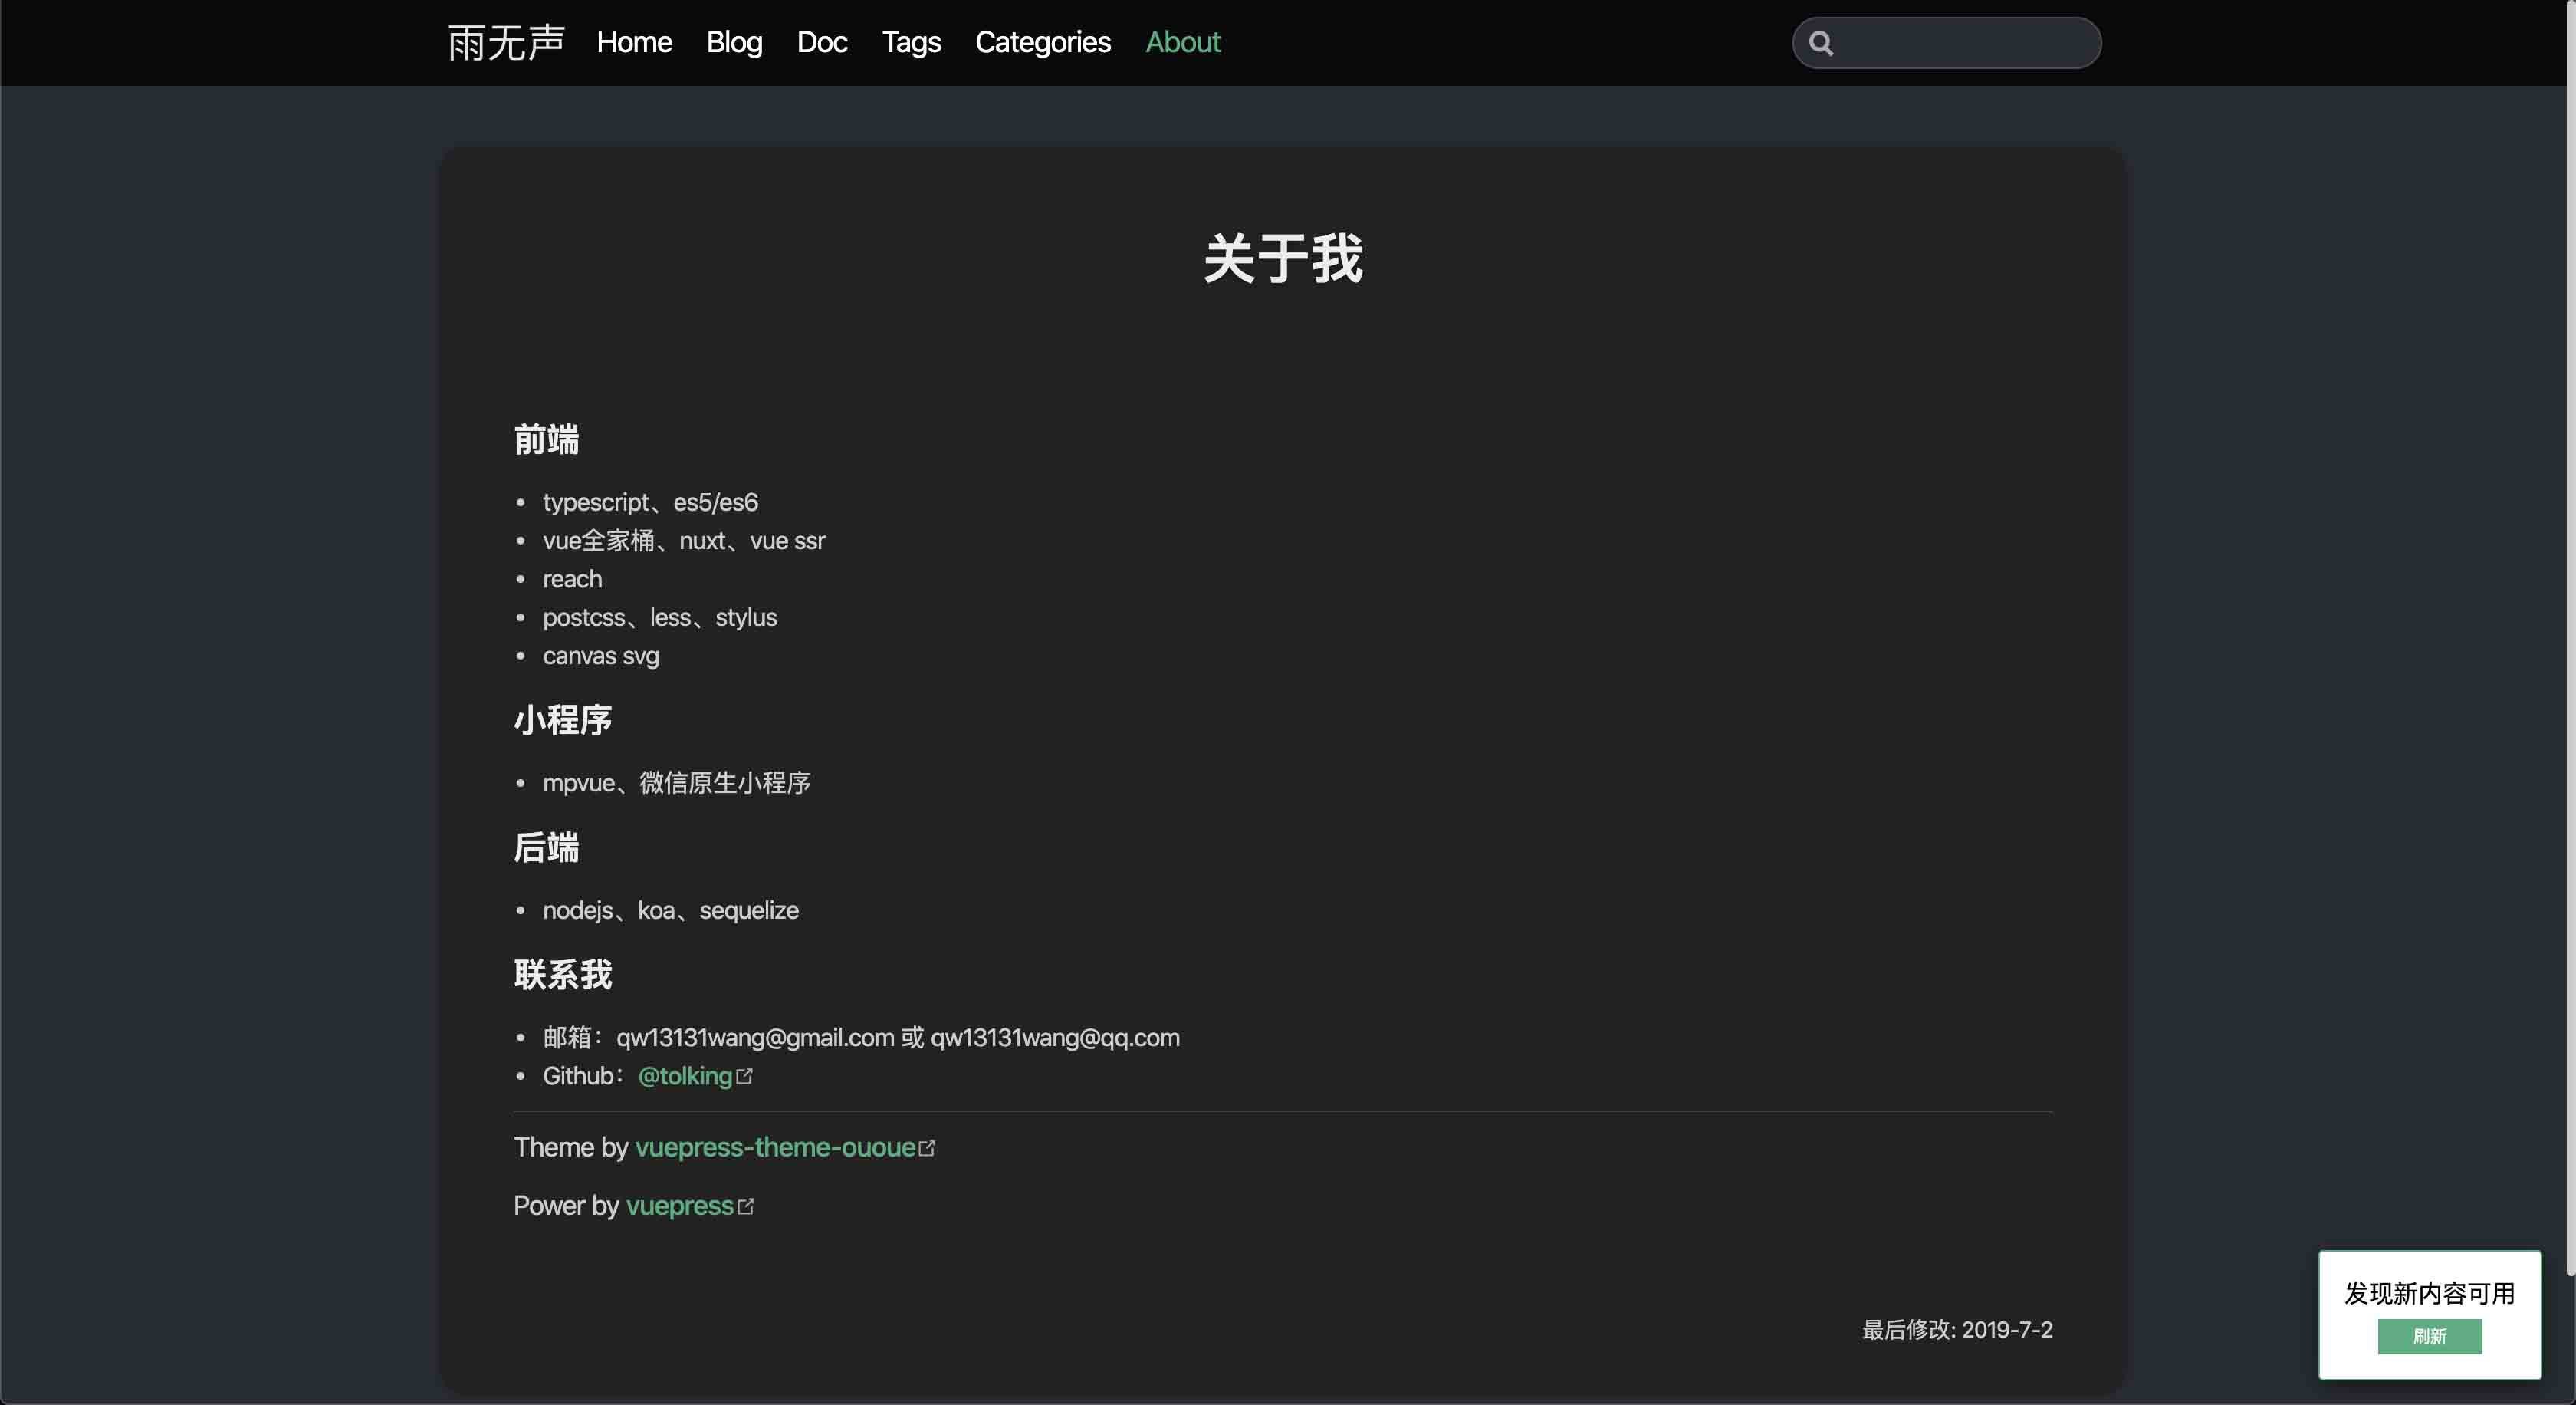 雨无声 Home Blog Doc Tags Categories About
关于我
前端
• typescript、es5/es6
• vue全家桶、nuxt、vue ssr
• reach
• postcss、less、stylus
• canvas svg
小程序
• mpvue、微信原生小程序
后端
• nodejs、koa、sequelize
联系我
• 邮箱：qw13131wang@gmail.com 或 qw13131wang@qq.com
• Github：@tolking
Theme by vuepress-theme-ououe
Power by vuepress
最后修改: 2019-7-2
发现新内容可用
刷新